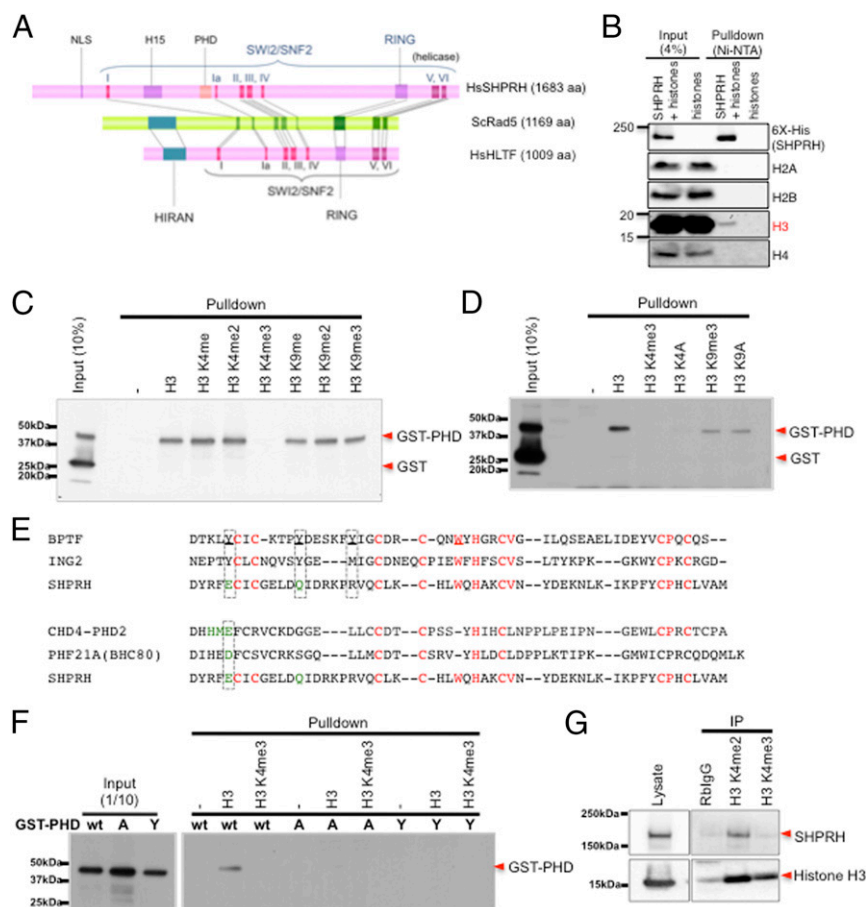 A
NLS
H15
PHD
SWI2/SNF2
RING
(helicase)
I
Ia
II, III, IV
V, VI
HsSHPRH (1683 aa)
ScRad5 (1169 aa)
HsHLTF (1009 aa)
I
Ia
II, III, IV
V, VI
SWI2/SNF2
HIRAN
RING
B
Input
(4%)
Pulldown
(Ni-NTA)
SHPRH
+ histones
histones
SHPRH
+ histones
histones
250
6X-His
(SHPRH)
H2A
H2B
20
15
H3
H4
C
Pulldown
Input (10%)
-
H3
H3 K4me
H3 K4me2
H3 K4me3
H3 K9me
H3 K9me2
H3 K9me3
50kDa
37kDa
25kDa
20kDa
GST-PHD
GST
D
Pulldown
Input (10%)
-
H3
H3 K4me3
H3 K4A
H3 K9me3
H3 K9A
50kDa
37kDa
25kDa
20kDa
GST-PHD
GST
E
BPTF DTKLYCIC-KTPYDESKFYIGCDR--C-QNWYHGRCVG-ILQSEAELIDEYVCPQCQS--
ING2 NEPTYCLCNQVSYGE---MIGCDNEQCPIEWFHFSCVS--LTYKPK----GKWYCPKCRGD-
SHPRH DYRFECICGELDQIDRKPRVQCLK--C-HLWQHAKCVN--YDEKNLK-IKPFYCPHCLVAM
CHD4-PHD2 DHHMEFCRVCKDGGE---LLCCDT--CPSS-YHIHCLNPPLPEIPN---GEWLCPRCTCPA
PHF21A(BHC80) DIHEDFCSVCRKSGQ---LLMCDT--CSRV-YHLDCLDPPLKTIPK---GMWICPRCQDQMLK
SHPRH DYRFECICGELDQIDRKPRVQCLK--C-HLWQHAKCVN--YDEKNLK-IKPFYCPHCLVAM
F
Pulldown
Input
(1/10)
-
H3
H3 K4me3
-
H3
H3 K4me3
-
H3
H3 K4me3
GST-PHD wt A Y wt wt wt A A A Y Y Y
50kDa
37kDa
25kDa
GST-PHD
G
IP
Lysate
RbIgG
H3 K4me2
H3 K4me3
250kDa
150kDa
SHPRH
15kDa
Histone H3